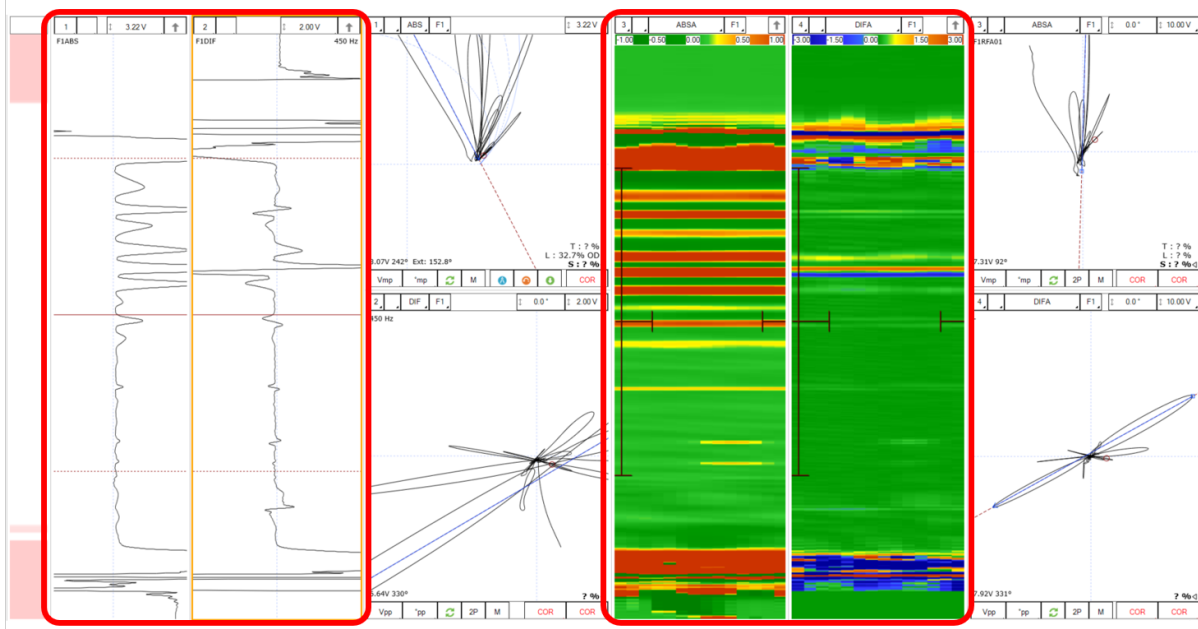 1 3.22 V
F1ABS
2 2.00 V
F1DIF 450 Hz
1 ABS F1 3.22 V
T : ? %
L : 32.7% OD
S : ? %
3.07V 242° Ext: 152.8°
Vmp °mp M COR
2 DIF F1 0.0° 2.00 V
450 Hz
? %
5.64V 330°
Vpp °pp 2P M COR COR
3 ABSA F1
-1.00 -0.50 0.00 0.50 1.00
4 DIFA F1
-3.00 -1.50 0.00 1.50 3.00
3 ABSA F1 0.0° 10.00 V
F1RFA01
T : ? %
L : ? %
S : ? %
7.31V 92°
Vmp °mp 2P M COR COR
4 DIFA F1 0.0° 10.00 V
? %
7.92V 331°
Vpp °pp 2P M COR COR